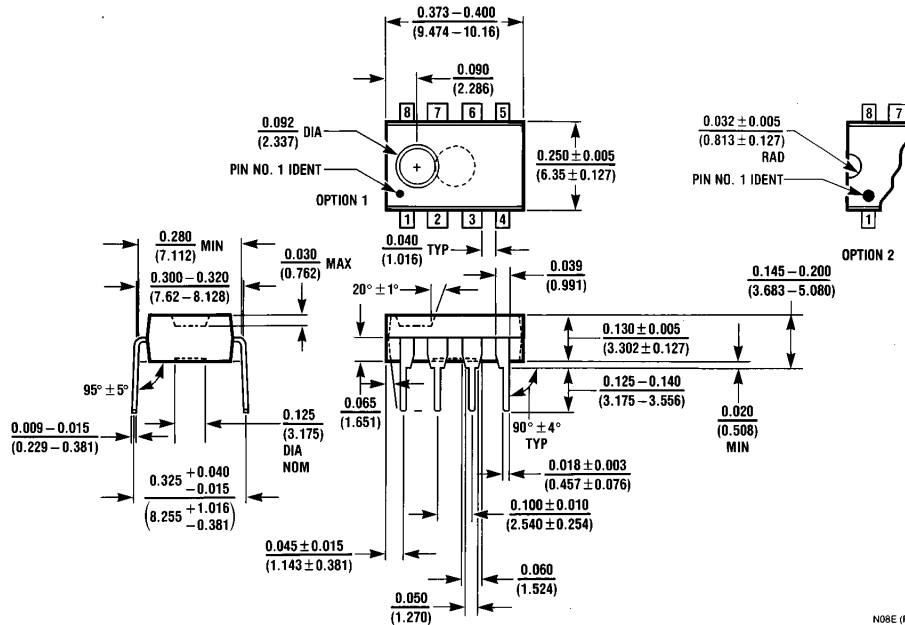 0.373 – 0.400
(9.474 – 10.16)
0.090
(2.286)
8 7 6 5
0.092 DIA
(2.337)
PIN NO. 1 IDENT
OPTION 1
+
1 2 3 4
0.250 ± 0.005
(6.35 ± 0.127)
8 7
0.032 ± 0.005
(0.813 ± 0.127)
RAD
PIN NO. 1 IDENT
1
OPTION 2
0.280 MIN
(7.112)
0.030 MAX
(0.762)
0.300 – 0.320
(7.62 – 8.128)
0.040 TYP
(1.016)
0.039
(0.991)
20° ± 1°
0.145 – 0.200
(3.683 – 5.080)
0.130 ± 0.005
(3.302 ± 0.127)
0.125 – 0.140
(3.175 – 3.556)
0.020
(0.508)
MIN
95° ± 5°
0.009 – 0.015
(0.229 – 0.381)
0.125
(3.175)
DIA
NOM
0.065
(1.651)
90° ± 4°
TYP
0.018 ± 0.003
(0.457 ± 0.076)
0.325 +0.040 −0.015
(8.255 +1.016 −0.381)
0.100 ± 0.010
(2.540 ± 0.254)
0.045 ± 0.015
(1.143 ± 0.381)
0.060
(1.524)
0.050
(1.270)
N08E